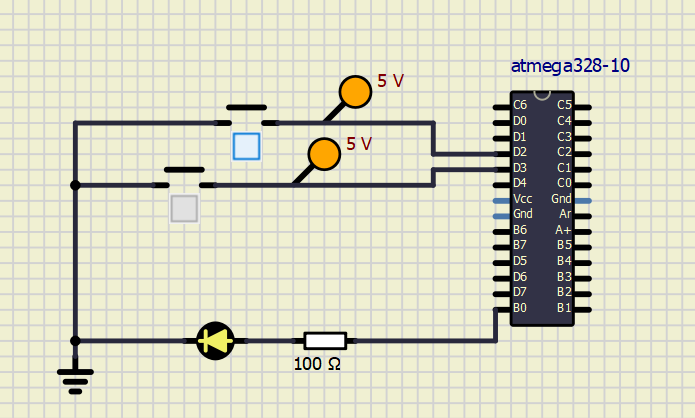 atmega328-10
5 V
5 V
C6 C5
D0 C4
D1 C3
D2 C2
D3 C1
D4 C0
Vcc Gnd
Gnd Ar
B6 A+
B7 B5
D5 B4
D6 B3
D7 B2
B0 B1
100 Ω